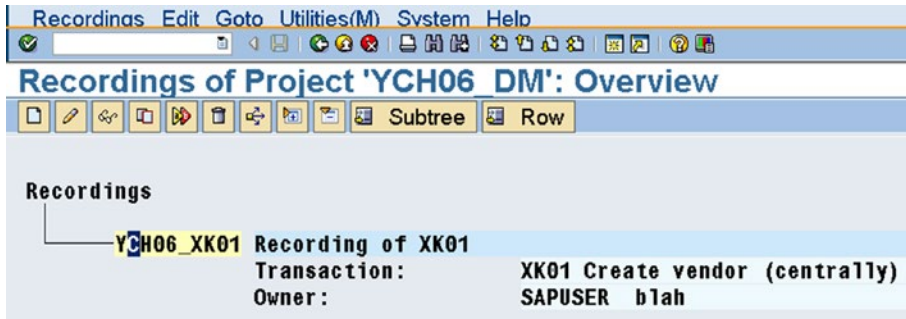 Recordings Edit Goto Utilities(M) System Help
Recordings of Project 'YCH06_DM': Overview
Subtree Row
Recordings
YCH06_XK01 Recording of XK01
Transaction: XK01 Create vendor (centrally)
Owner: SAPUSER blah